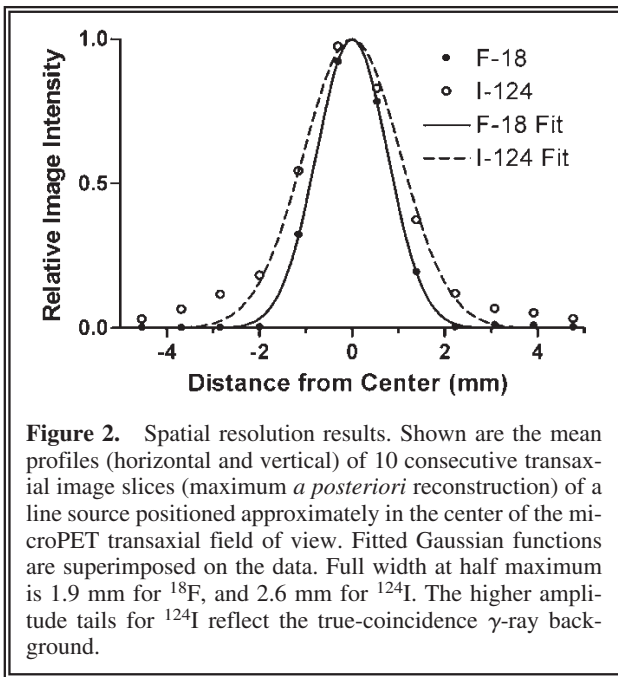 Relative Image Intensity
1.0
0.5
0.0
-4
-2
0
2
4
Distance from Center (mm)
F-18
I-124
F-18 Fit
I-124 Fit
Figure 2. Spatial resolution results. Shown are the mean
profiles (horizontal and vertical) of 10 consecutive transax-
ial image slices (maximum a posteriori reconstruction) of a
line source positioned approximately in the center of the mi-
croPET transaxial field of view. Fitted Gaussian functions
are superimposed on the data. Full width at half maximum
is 1.9 mm for ¹⁸F, and 2.6 mm for ¹²⁴I. The higher ampli-
tude tails for ¹²⁴I reflect the true-coincidence γ-ray back-
ground.